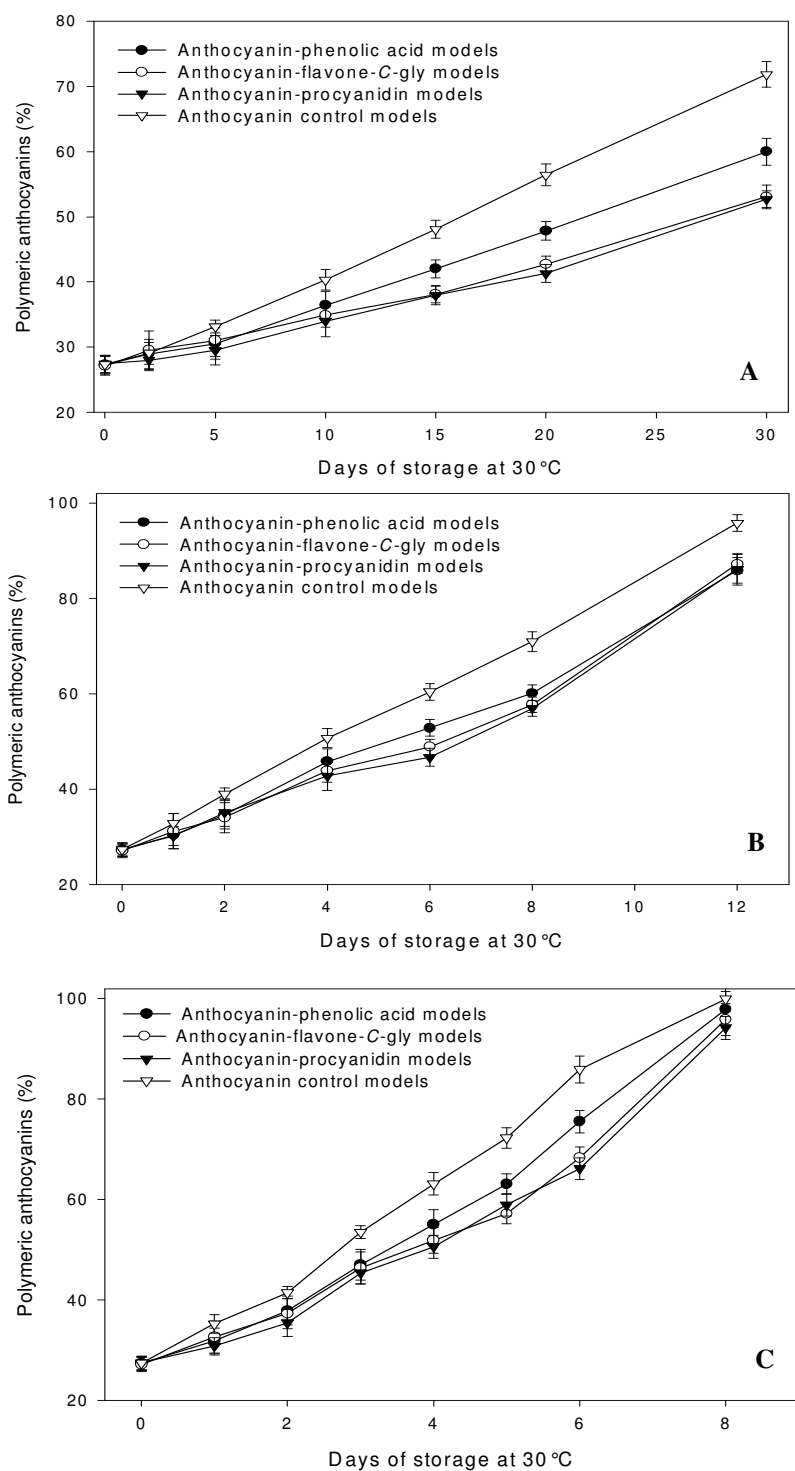 80
70
60
50
40
30
20
Polymeric anthocyanins (%)
Anthocyanin-phenolic acid models
Anthocyanin-flavone-C-gly models
Anthocyanin-procyanidin models
Anthocyanin control models
A
0 5 10 15 20 25 30
Days of storage at 30°C
100
80
60
40
20
Polymeric anthocyanins (%)
Anthocyanin-phenolic acid models
Anthocyanin-flavone-C-gly models
Anthocyanin-procyanidin models
Anthocyanin control models
B
0 2 4 6 8 10 12
Days of storage at 30°C
100
80
60
40
20
Polymeric anthocyanins (%)
Anthocyanin-phenolic acid models
Anthocyanin-flavone-C-gly models
Anthocyanin-procyanidin models
Anthocyanin control models
C
0 2 4 6 8
Days of storage at 30°C